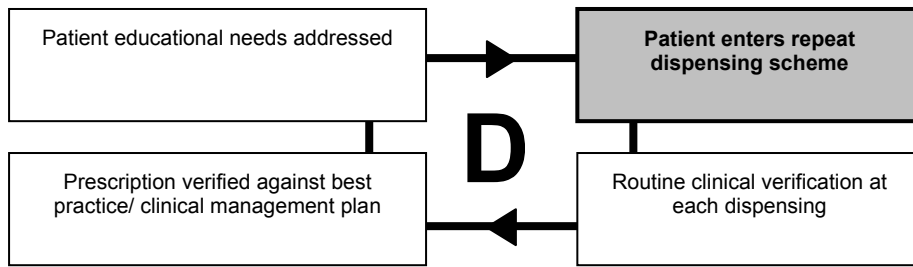 Patient educational needs addressed
Patient enters repeat
dispensing scheme
D
Prescription verified against best
practice/ clinical management plan
Routine clinical verification at
each dispensing